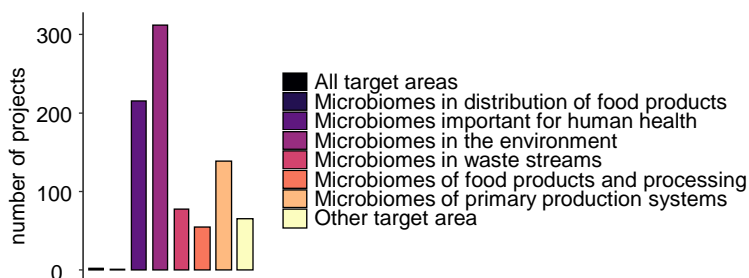 number of projects
300
200
100
0
All target areas
Microbiomes in distribution of food products
Microbiomes important for human health
Microbiomes in the environment
Microbiomes in waste streams
Microbiomes of food products and processing
Microbiomes of primary production systems
Other target area